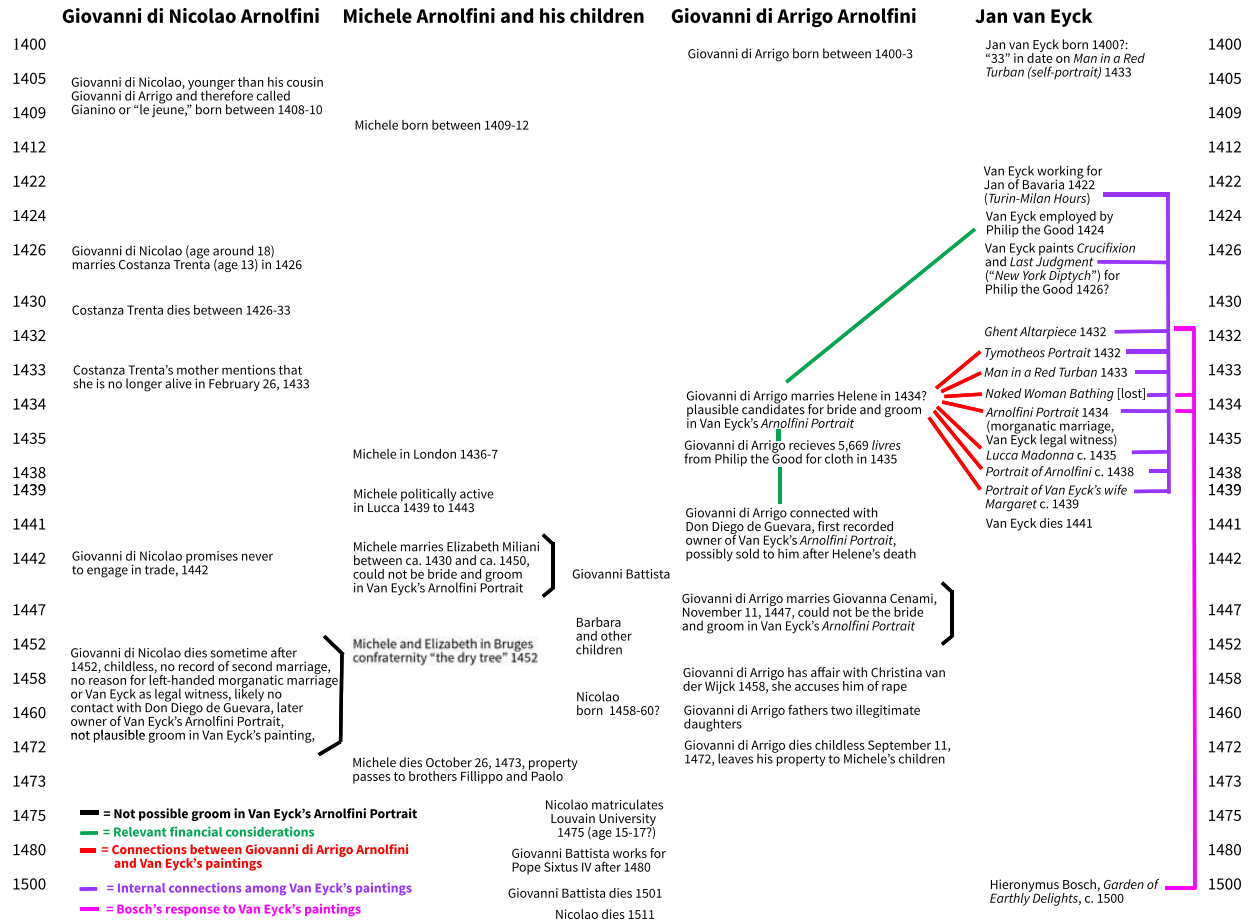 Giovanni di Nicolao Arnolfini
Michele Arnolfini and his children
Giovanni di Arrigo Arnolfini
Jan van Eyck
1400
1405
1409
1412
1422
1424
1426
1430
1432
1433
1434
1435
1438
1439
1441
1442
1447
1452
1458
1460
1472
1473
1475
1480
1500
Giovanni di Nicolao, younger than his cousin
Giovanni di Arrigo and therefore called
Gianino or “le jeune,” born between 1408-10
Giovanni di Nicolao (age around 18)
marries Costanza Trenta (age 13) in 1426
Costanza Trenta dies between 1426-33
Costanza Trenta’s mother mentions that
she is no longer alive in February 26, 1433
Giovanni di Nicolao promises never
to engage in trade, 1442
Giovanni di Nicolao dies sometime after
1452, childless, no record of second marriage,
no reason for left-handed morganatic marriage
or Van Eyck as legal witness, likely no
contact with Don Diego de Guevara, later
owner of Van Eyck’s Arnolfini Portrait,
not plausible groom in Van Eyck’s painting,
Michele born between 1409-12
Michele in London 1436-7
Michele politically active
in Lucca 1439 to 1443
Michele marries Elizabeth Miliani
between ca. 1430 and ca. 1450,
could not be bride and groom
in Van Eyck’s Arnolfini Portrait
Giovanni Battista
Barbara
and other
children
Michele and Elizabeth in Bruges
confraternity “the dry tree” 1452
Nicolao
born 1458-60?
Michele dies October 26, 1473, property
passes to brothers Fillippo and Paolo
Nicolao matriculates
Louvain University
1475 (age 15-17?)
Giovanni Battista works for
Pope Sixtus IV after 1480
Giovanni Battista dies 1501
Nicolao dies 1511
Giovanni di Arrigo born between 1400-3
Giovanni di Arrigo marries Helene in 1434?
plausible candidates for bride and groom
in Van Eyck’s Arnolfini Portrait
Giovanni di Arrigo recieves 5,669 livres
from Philip the Good for cloth in 1435
Giovanni di Arrigo connected with
Don Diego de Guevara, first recorded
owner of Van Eyck’s Arnolfini Portrait,
possibly sold to him after Helene’s death
Giovanni di Arrigo marries Giovanna Cenami,
November 11, 1447, could not be the bride
and groom in Van Eyck’s Arnolfini Portrait
Giovanni di Arrigo has affair with Christina van
der Wijck 1458, she accuses him of rape
Giovanni di Arrigo fathers two illegitimate
daughters
Giovanni di Arrigo dies childless September 11,
1472, leaves his property to Michele’s children
Jan van Eyck born 1400?:
“33” in date on Man in a Red
Turban (self-portrait) 1433
Van Eyck working for
Jan of Bavaria 1422
(Turin-Milan Hours)
Van Eyck employed by
Philip the Good 1424
Van Eyck paints Crucifixion
and Last Judgment
(“New York Diptych”) for
Philip the Good 1426?
Ghent Altarpiece 1432
Tymotheos Portrait 1432
Man in a Red Turban 1433
Naked Woman Bathing [lost]
Arnolfini Portrait 1434
(morganatic marriage,
Van Eyck legal witness)
Lucca Madonna c. 1435
Portrait of Arnolfini c. 1438
Portrait of Van Eyck’s wife
Margaret c. 1439
Van Eyck dies 1441
Hieronymus Bosch, Garden of
Earthly Delights, c. 1500
1400
1405
1409
1412
1422
1424
1426
1430
1432
1433
1434
1435
1438
1439
1441
1442
1447
1452
1458
1460
1472
1473
1475
1480
1500
= Not possible groom in Van Eyck’s Arnolfini Portrait
= Relevant financial considerations
= Connections between Giovanni di Arrigo Arnolfini
and Van Eyck’s paintings
= Internal connections among Van Eyck’s paintings
= Bosch’s response to Van Eyck’s paintings